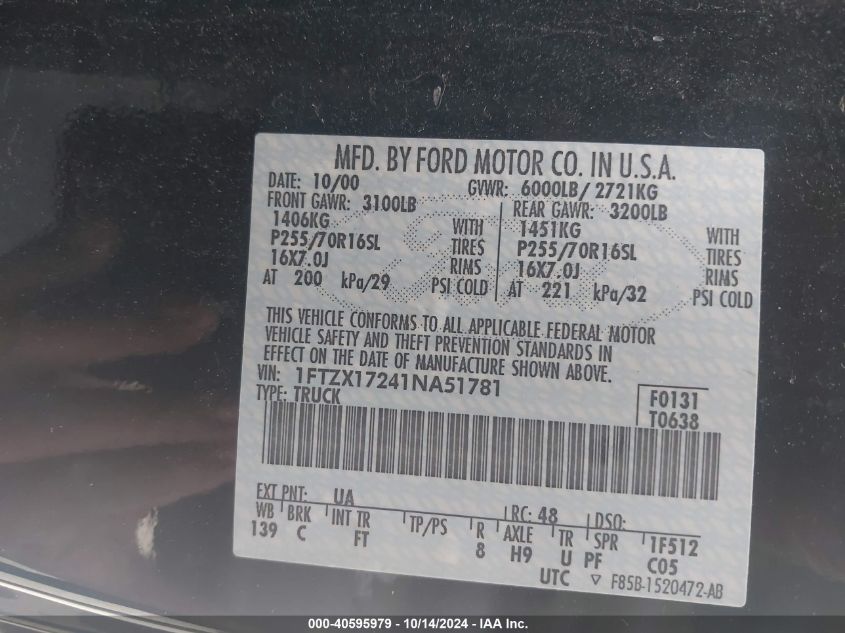 MFD. BY FORD MOTOR CO. IN U.S.A.
DATE: 10/00 GVWR: 6000LB/ 2721KG
FRONT GAWR: 3100LB REAR GAWR: 3200LB
1406KG WITH 1451KG WITH
P255/70R16SL TIRES P255/70R16SL TIRES
16X7.0J RIMS 16X7.0J RIMS
AT 200 kPa/29 PSI COLD AT 221 kPa/32 PSI COLD
THIS VEHICLE CONFORMS TO ALL APPLICABLE FEDERAL MOTOR
VEHICLE SAFETY AND THEFT PREVENTION STANDARDS IN
EFFECT ON THE DATE OF MANUFACTURE SHOWN ABOVE.
VIN: 1FTZX17241NA51781 F0131
TYPE: TRUCK T0638
EXT PNT: UA RC: 48 DSO:
WB BRK INT TR TP/PS R AXLE TR SPR 1F512
139 C FT 8 H9 U PF C05
UTC ▽ F85B-1520472-AB
000-40595979 - 10/14/2024 - IAA Inc.